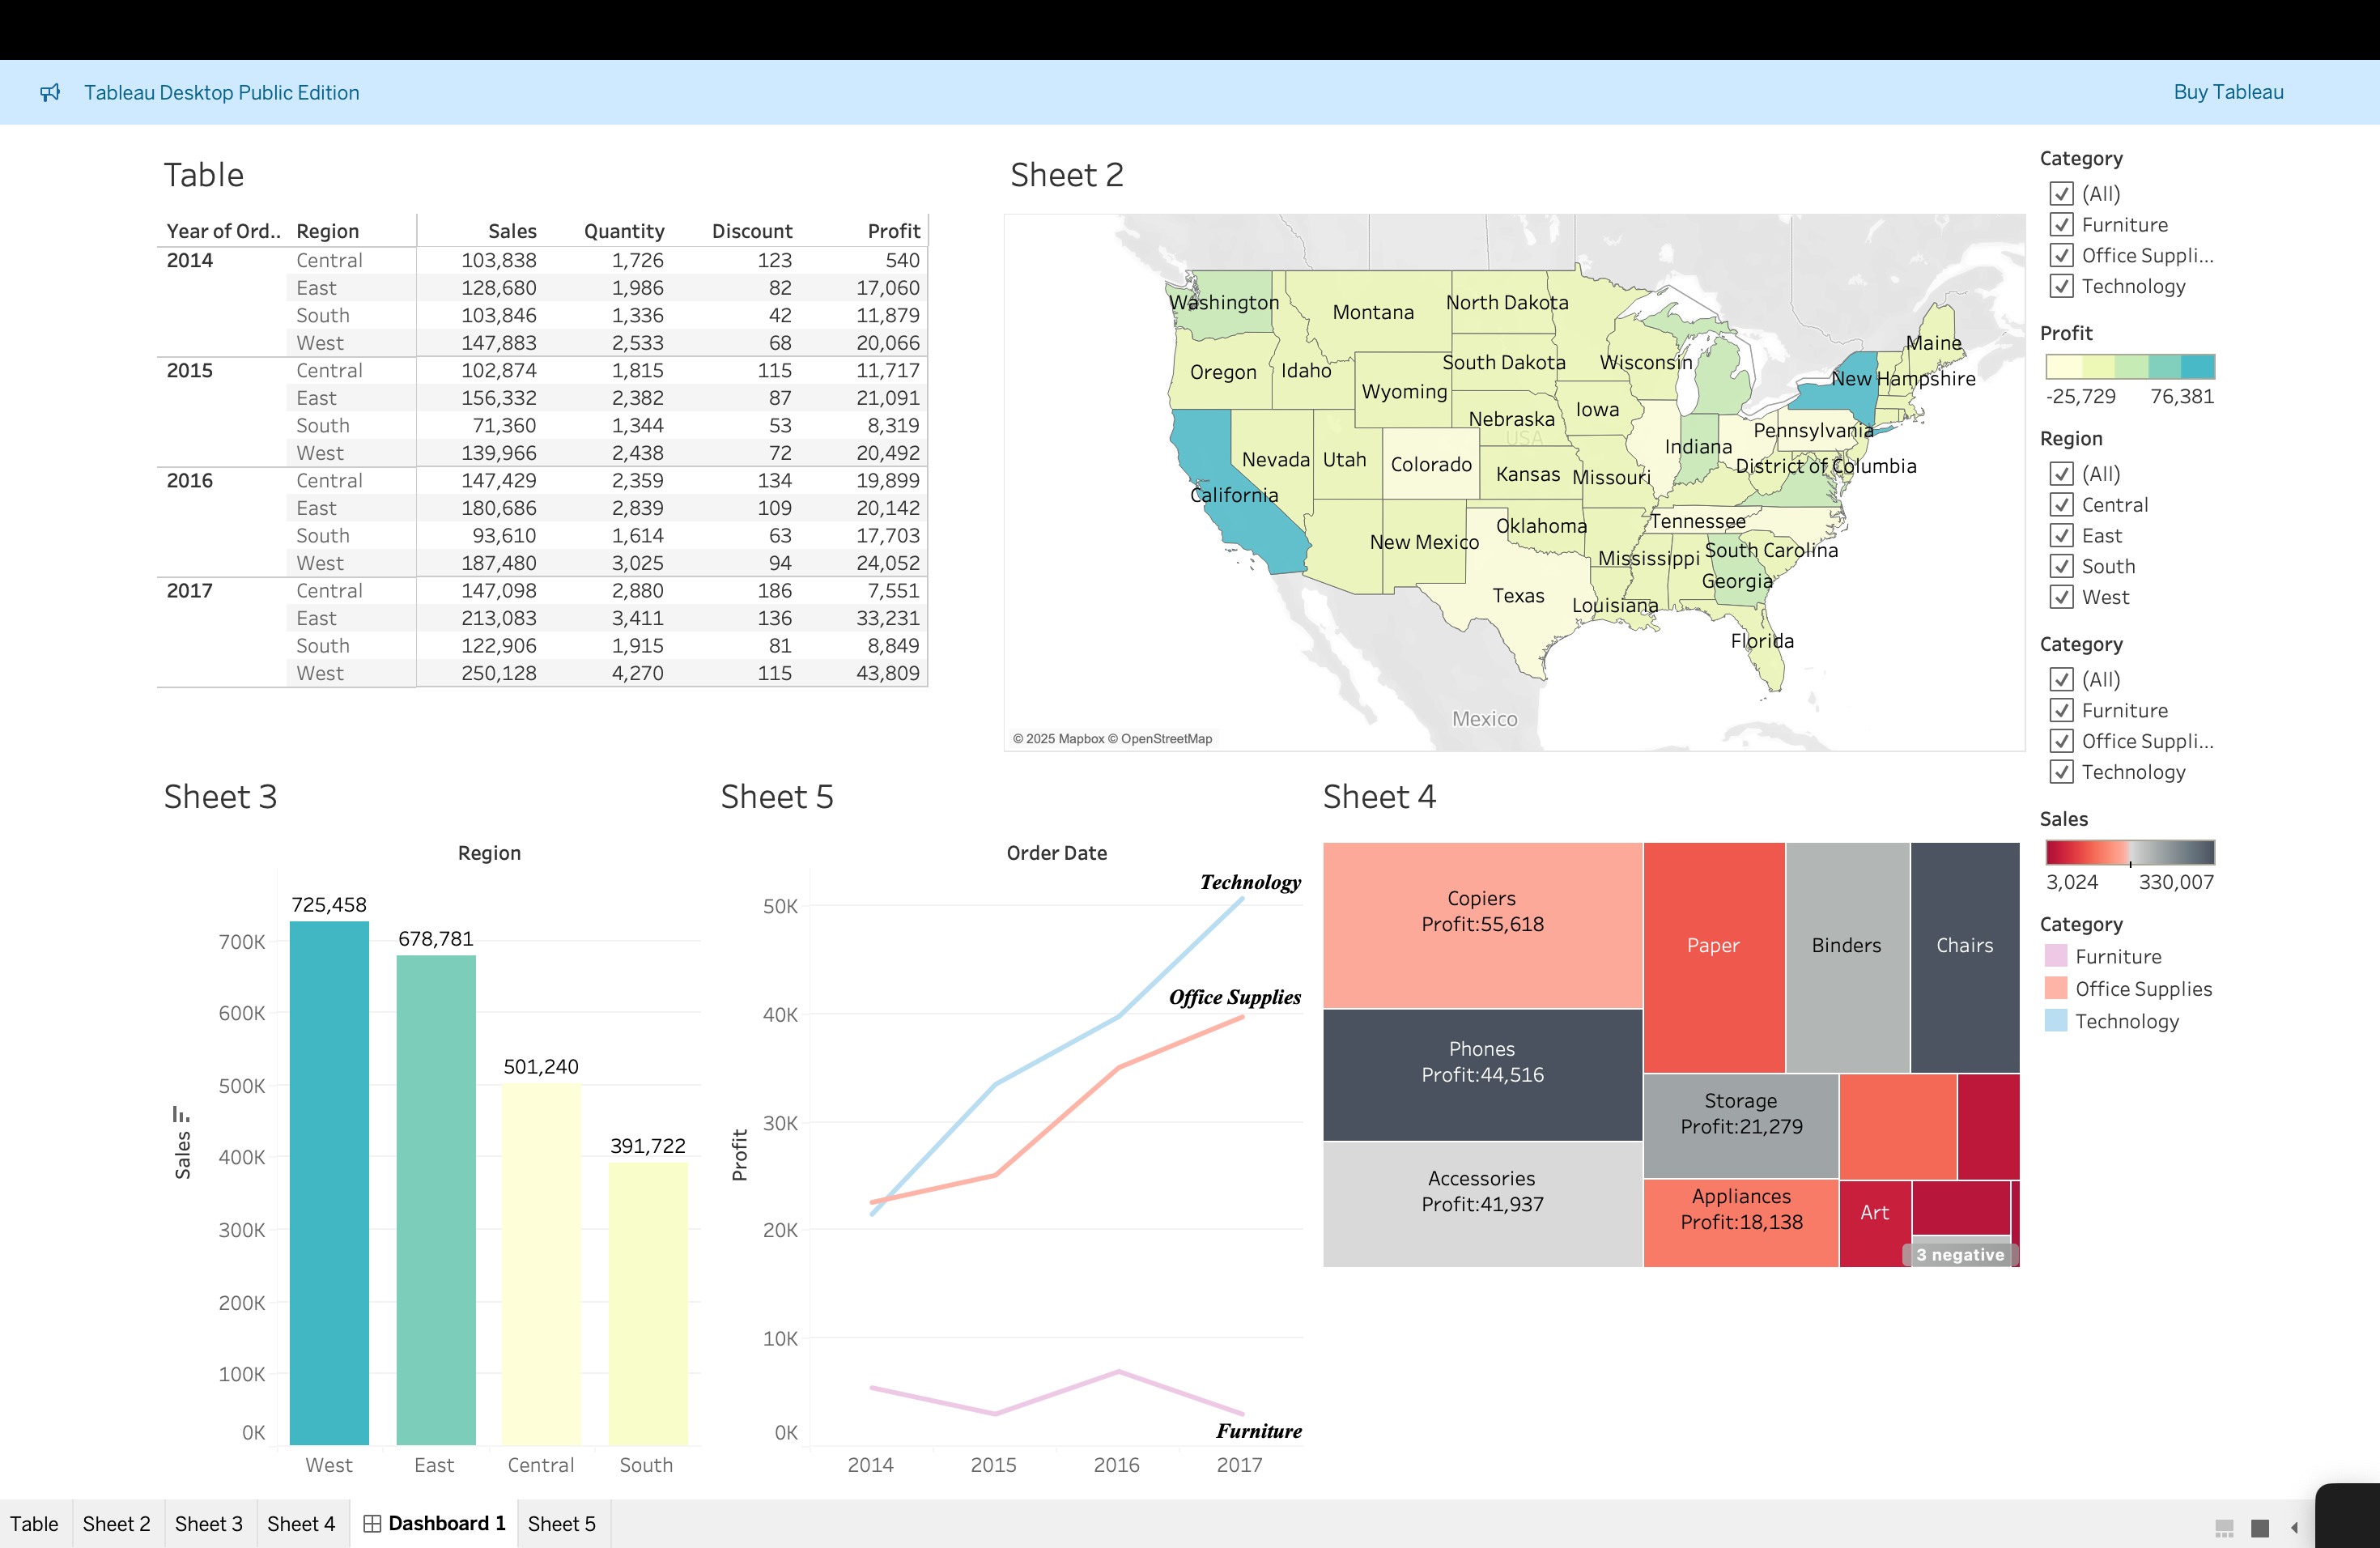 Tableau Desktop Public Edition
Buy Tableau
Table
Year of Ord.. Region Sales Quantity Discount Profit
2014 Central 103,838 1,726 123 540
East 128,680 1,986 82 17,060
South 103,846 1,336 42 11,879
West 147,883 2,533 68 20,066
2015 Central 102,874 1,815 115 11,717
East 156,332 2,382 87 21,091
South 71,360 1,344 53 8,319
West 139,966 2,438 72 20,492
2016 Central 147,429 2,359 134 19,899
East 180,686 2,839 109 20,142
South 93,610 1,614 63 17,703
West 187,480 3,025 94 24,052
2017 Central 147,098 2,880 186 7,551
East 213,083 3,411 136 33,231
South 122,906 1,915 81 8,849
West 250,128 4,270 115 43,809
Sheet 2
Washington
Montana
North Dakota
Maine
Oregon
Idaho
South Dakota
Wisconsin
New Hampshire
Wyoming
Nebraska
Iowa
USA
Pennsylvania
Nevada
Utah
Colorado
Kansas
Missouri
Indiana
District of Columbia
California
Oklahoma
Tennessee
New Mexico
Mississippi
South Carolina
Georgia
Texas
Louisiana
Florida
Mexico
© 2025 Mapbox © OpenStreetMap
Category
(All)
Furniture
Office Suppli...
Technology
Profit
-25,729 76,381
Region
(All)
Central
East
South
West
Category
(All)
Furniture
Office Suppli...
Technology
Sales
3,024 330,007
Category
Furniture
Office Supplies
Technology
Sheet 3
Region
Sales
700K
600K
500K
400K
300K
200K
100K
0K
725,458
678,781
501,240
391,722
West East Central South
Sheet 5
Order Date
Profit
50K
40K
30K
20K
10K
0K
Technology
Office Supplies
Furniture
2014 2015 2016 2017
Sheet 4
Copiers
Profit:55,618
Phones
Profit:44,516
Accessories
Profit:41,937
Paper
Binders
Chairs
Storage
Profit:21,279
Appliances
Profit:18,138
Art
3 negative
Table Sheet 2 Sheet 3 Sheet 4 Dashboard 1 Sheet 5